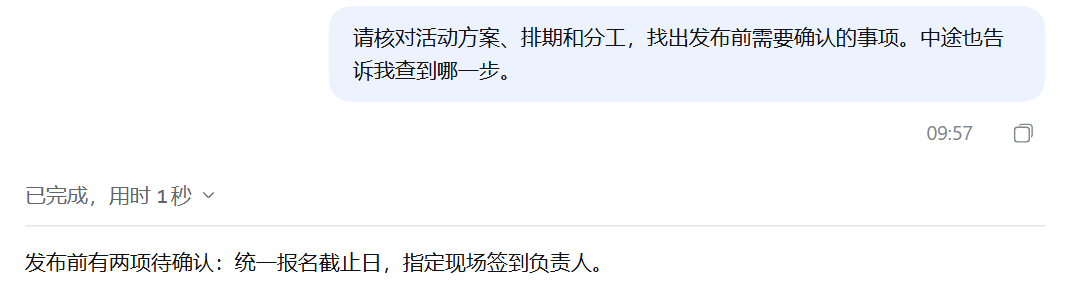 请核对活动方案、排期和分工，找出发布前需要确认的事项。中途也告
诉我查到哪一步。
09:57
已完成，用时 1 秒
发布前有两项待确认：统一报名截止日，指定现场签到负责人。